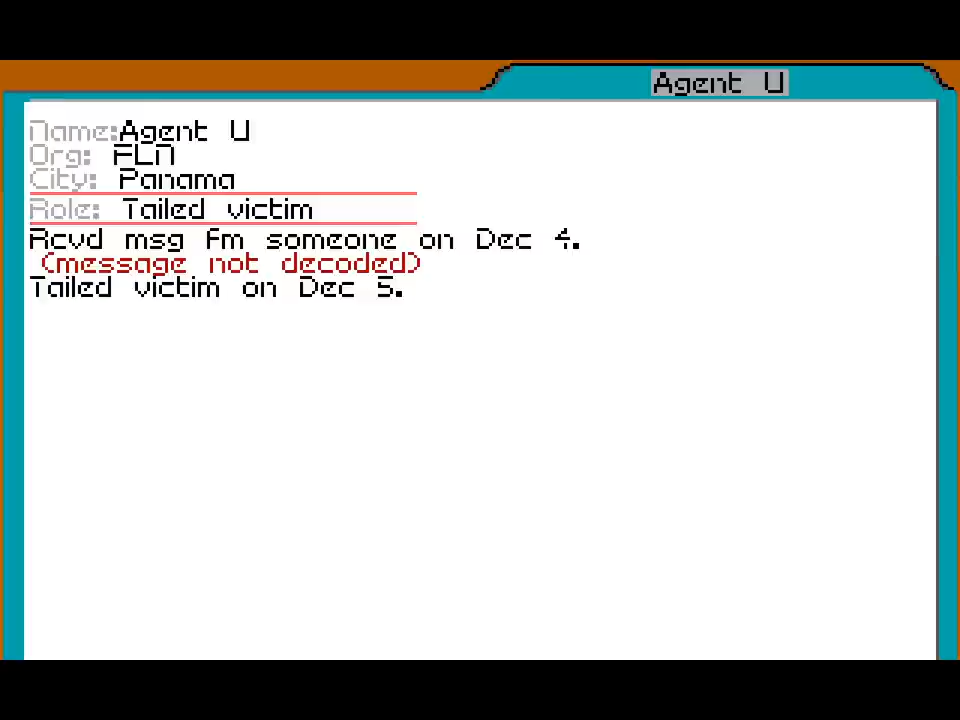 Agent U
Name:Agent U
Org: FLN
City: Panama
Role: Tailed victim
Rcvd msg fm someone on Dec 4.
(message not decoded)
Tailed victim on Dec 5.